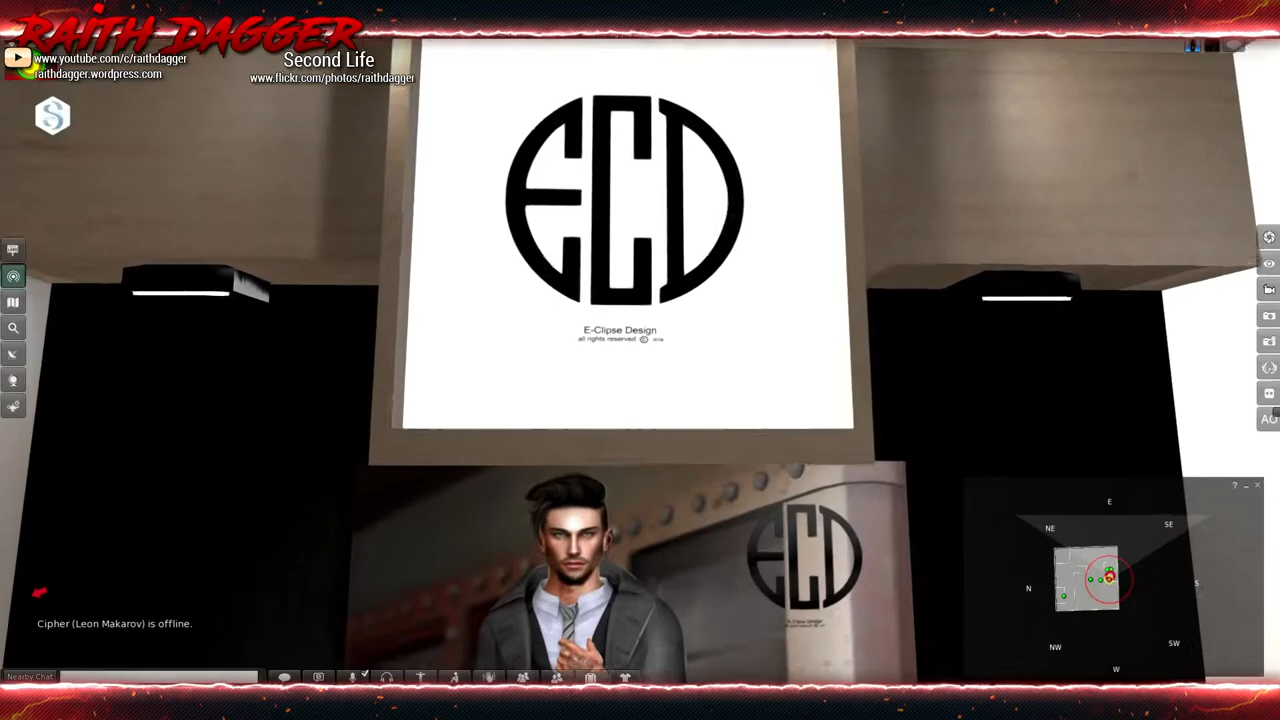 RAITH DAGGER
www.youtube.com/c/raithdagger
raithdagger.wordpress.com
Second Life
www.flickr.com/photos/raithdagger
S
ECD
E-Clipse Design
all rights reserved ©
ECD
AO
E
NE
SE
N
S
NW
SW
W
Cipher (Leon Makarov) is offline.
Nearby Chat